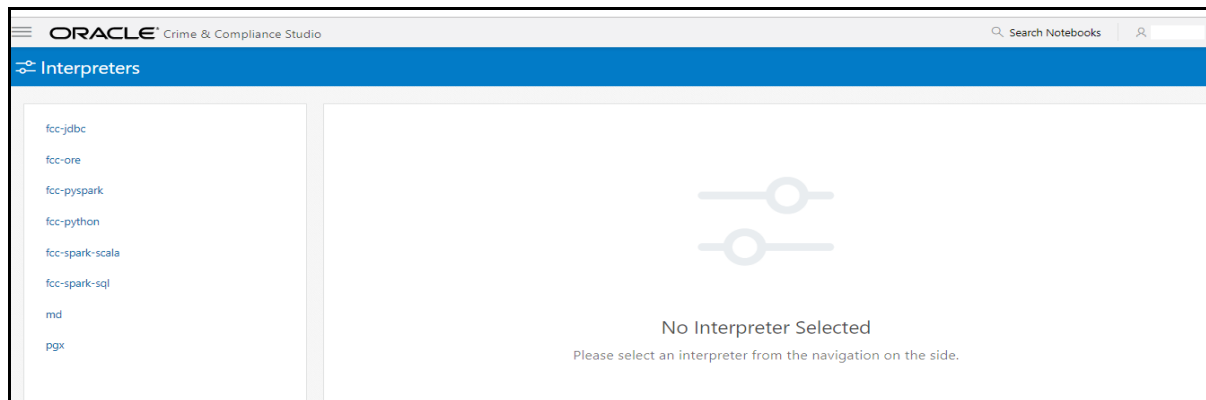 ORACLE® Crime & Compliance Studio
Search Notebooks
Interpreters
fcc-jdbc
fcc-ore
fcc-pyspark
fcc-python
fcc-spark-scala
fcc-spark-sql
md
pgx
No Interpreter Selected
Please select an interpreter from the navigation on the side.